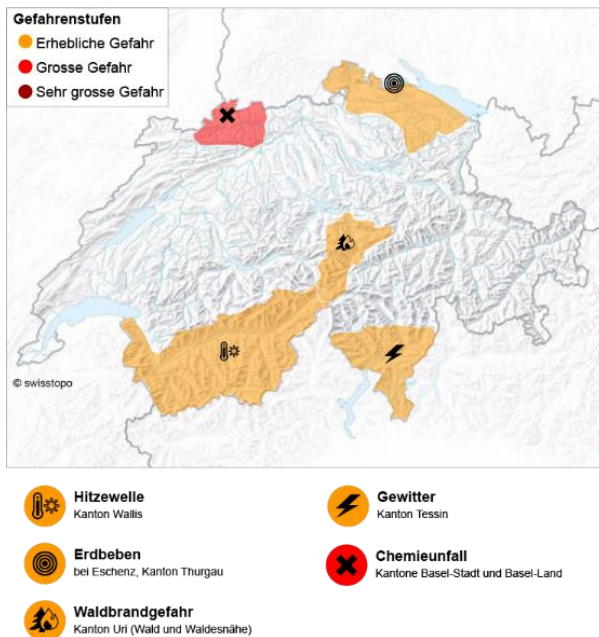 Gefahrenstufen
Erhebliche Gefahr
Grosse Gefahr
Sehr grosse Gefahr
© swisstopo
Hitzewelle
Kanton Wallis
Gewitter
Kanton Tessin
Erdbeben
bei Eschenz, Kanton Thurgau
Chemieunfall
Kantone Basel-Stadt und Basel-Land
Waldbrandgefahr
Kanton Uri (Wald und Waldesnähe)